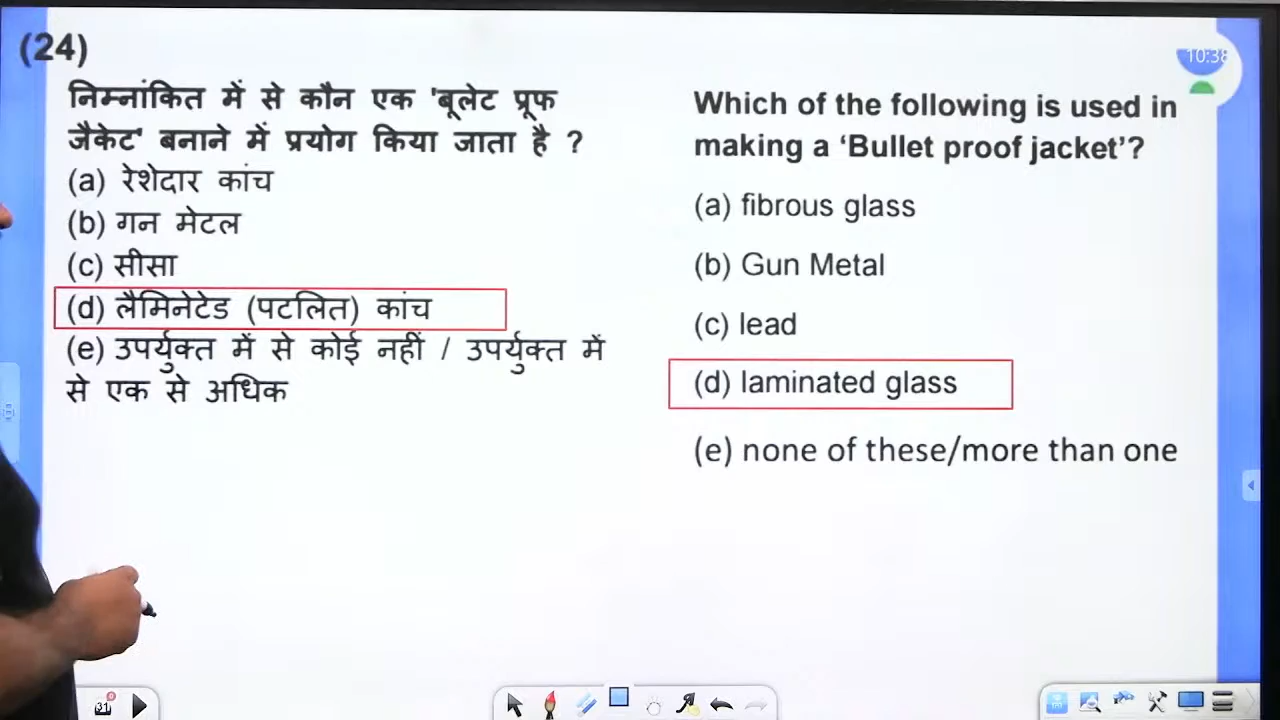 (24)
निम्नांकित में से कौन एक 'बूलेट प्रूफ
जैकेट' बनाने में प्रयोग किया जाता है ?
(a) रेशेदार कांच
(b) गन मेटल
(c) सीसा
(d) लैमिनेटेड (पटलित) कांच
(e) उपर्युक्त में से कोई नहीं / उपर्युक्त में
से एक से अधिक
10:38
Which of the following is used in
making a ‘Bullet proof jacket’?
(a) fibrous glass
(b) Gun Metal
(c) lead
(d) laminated glass
(e) none of these/more than one
31